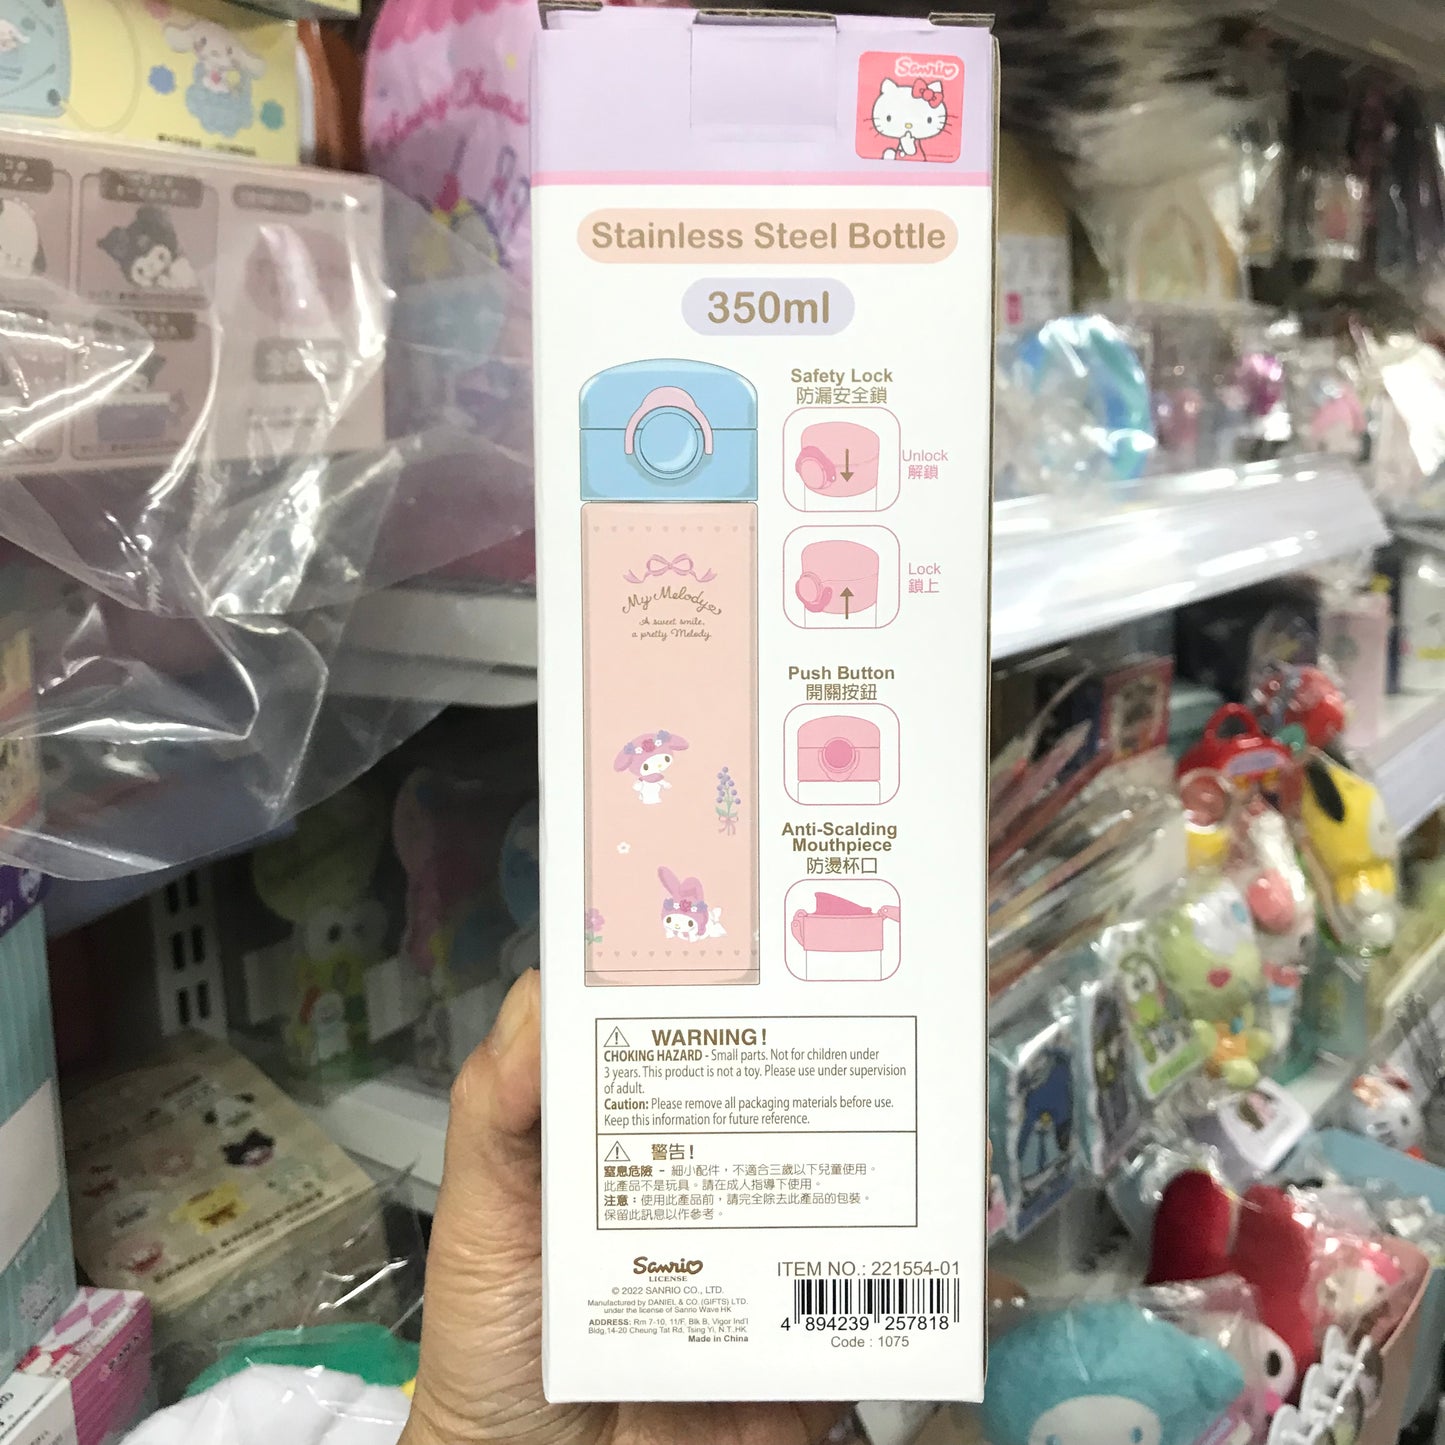 Sanrio
Stainless Steel Bottle
350ml
Safety Lock
防漏安全鎖
Unlock
解鎖
Lock
鎖上
My Melody
A sweet smile,
a pretty Melody.
Push Button
開關按鈕
Anti-Scalding
Mouthpiece
防燙杯口
WARNING!
CHOKING HAZARD - Small parts. Not for children under
3 years. This product is not a toy. Please use under supervision
of adult.
Caution: Please remove all packaging materials before use.
Keep this information for future reference.
警告!
窒息危險 - 細小配件，不適合三歲以下兒童使用。
此產品不是玩具。請在成人指導下使用。
注意：使用此產品前，請完全除去此產品的包裝。
保留此訊息以作參考。
Sanrio
LICENSE
© 2022 SANRIO CO., LTD.
Manufactured by DANIEL & CO. (GIFTS) LTD.
under the license of Sanrio Wave HK
ADDRESS: Rm 7-10, 11/F, Blk B, Vigor Ind'l
Bldg,14-20 Cheung Tat Rd, Tsing Yi, N.T. HK.
Made in China
ITEM NO.: 221554-01
4 894239 257818
Code : 1075